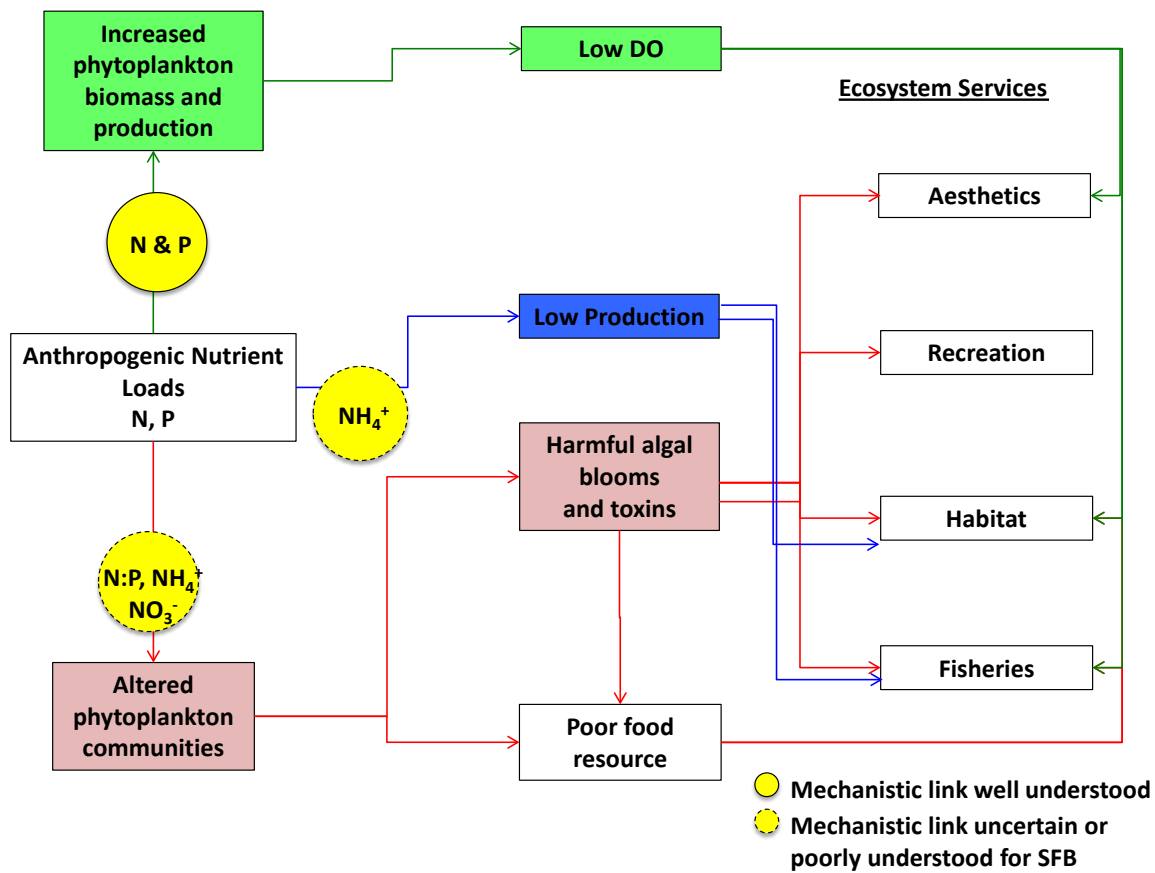 Increased
phytoplankton
biomass and
production
Low DO
Ecosystem Services
Aesthetics
N & P
Low Production
Recreation
Anthropogenic Nutrient
Loads
N, P
NH₄⁺
Harmful algal
blooms
and toxins
Habitat
N:P, NH₄⁺
NO₃⁻
Fisheries
Altered
phytoplankton
communities
Poor food
resource
Mechanistic link well understood
Mechanistic link uncertain or
poorly understood for SFB